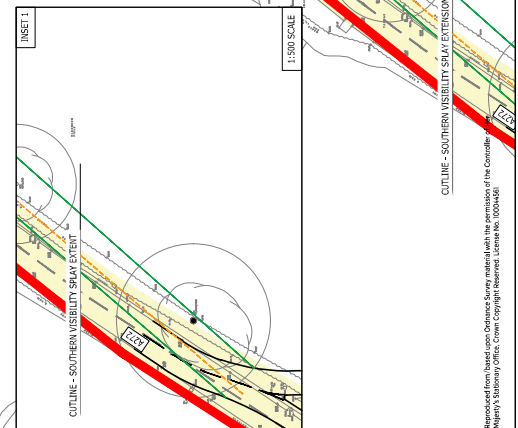 INSET 1
1:500 SCALE
CUTLINE - SOUTHERN VISIBILITY SPLAY EXTENSION
A272
CUTLINE - SOUTHERN VISIBILITY SPLAY EXTENT
A272
Reproduced from/based upon Ordnance Survey material with the permission of the Controller of
Majesty's Stationary Office, Crown Copyright Reserved. License No. 100044561